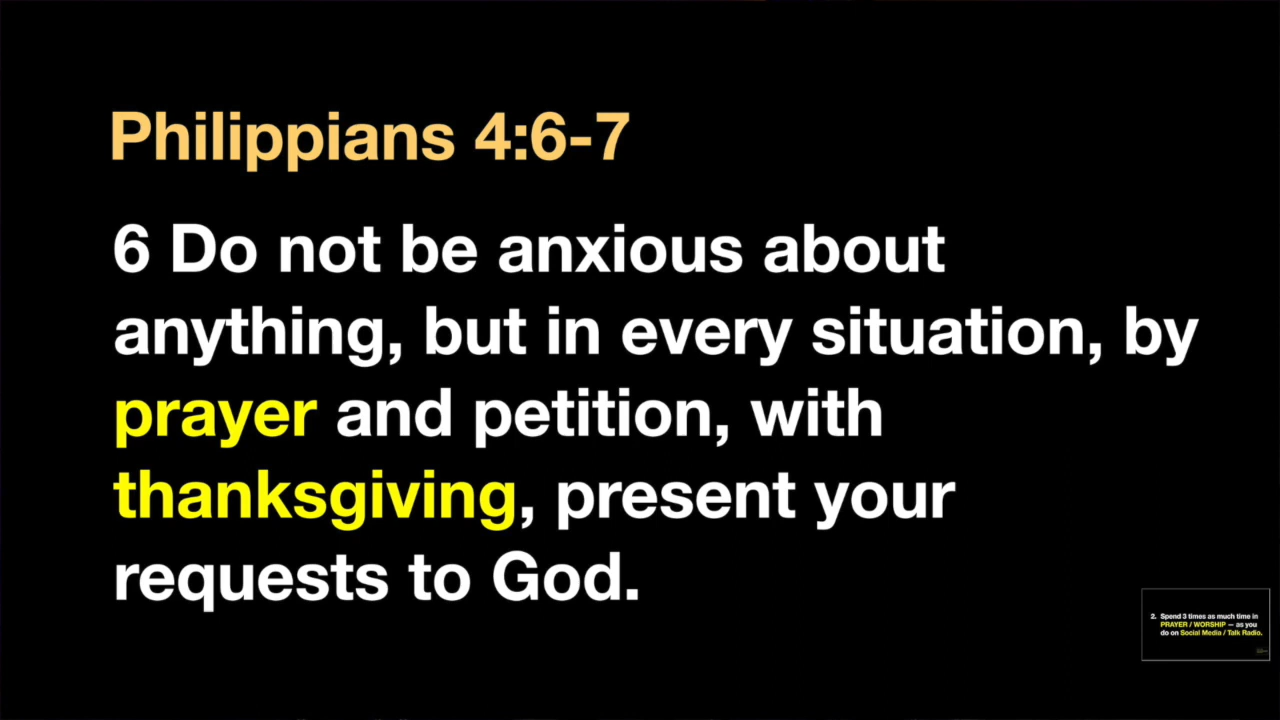 Philippians 4:6-7
6 Do not be anxious about
anything, but in every situation, by
prayer and petition, with
thanksgiving, present your
requests to God.
2. Spend 3 times as much time in
PRAYER / WORSHIP — as you
do on Social Media / Talk Radio.